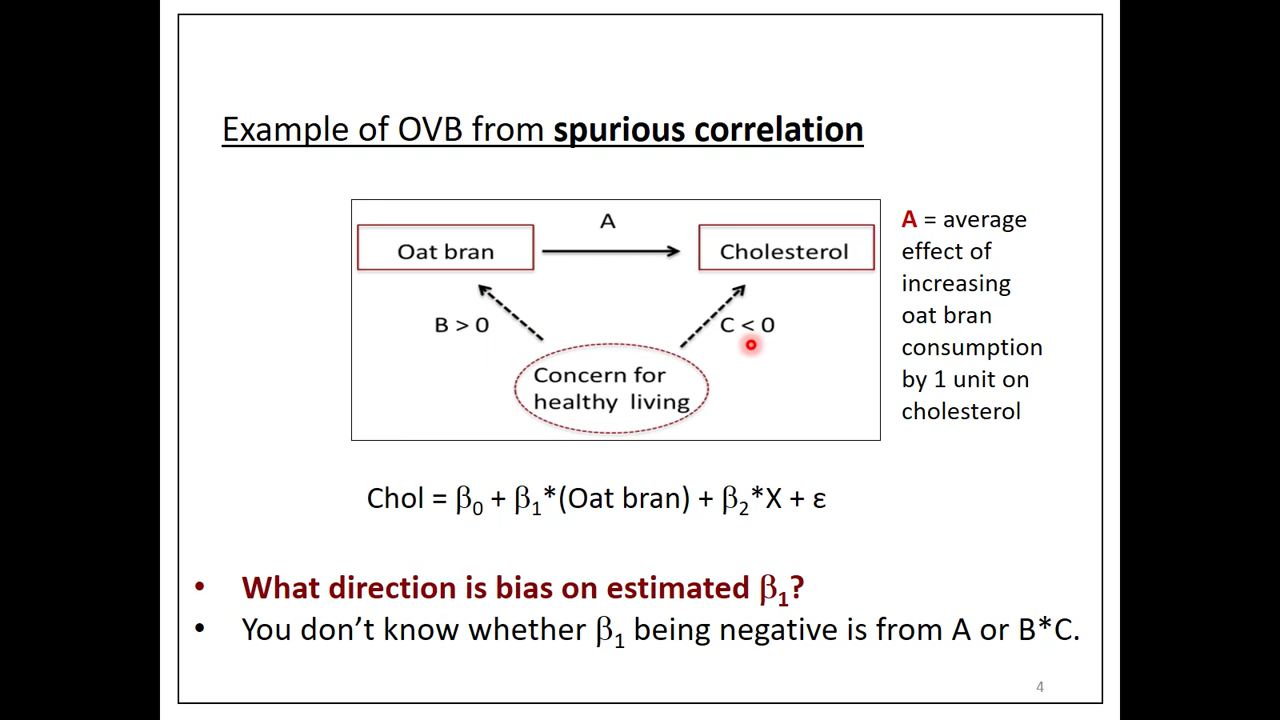 Example of OVB from spurious correlation
A
Oat bran
Cholesterol
B > 0
C < 0
Concern for
healthy living
A = average
effect of
increasing
oat bran
consumption
by 1 unit on
cholesterol
Chol = β₀ + β₁*(Oat bran) + β₂*X + ε
• What direction is bias on estimated β₁?
• You don’t know whether β₁ being negative is from A or B*C.
4